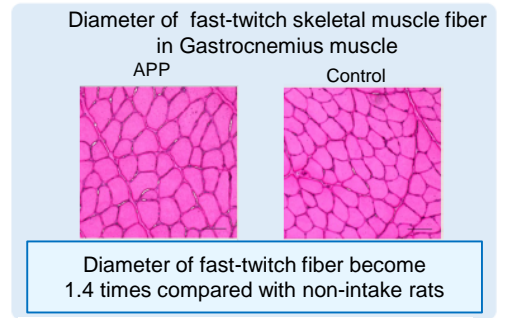 Diameter of fast-twitch skeletal muscle fiber
in Gastrocnemius muscle
APP
Control
Diameter of fast-twitch fiber become
1.4 times compared with non-intake rats